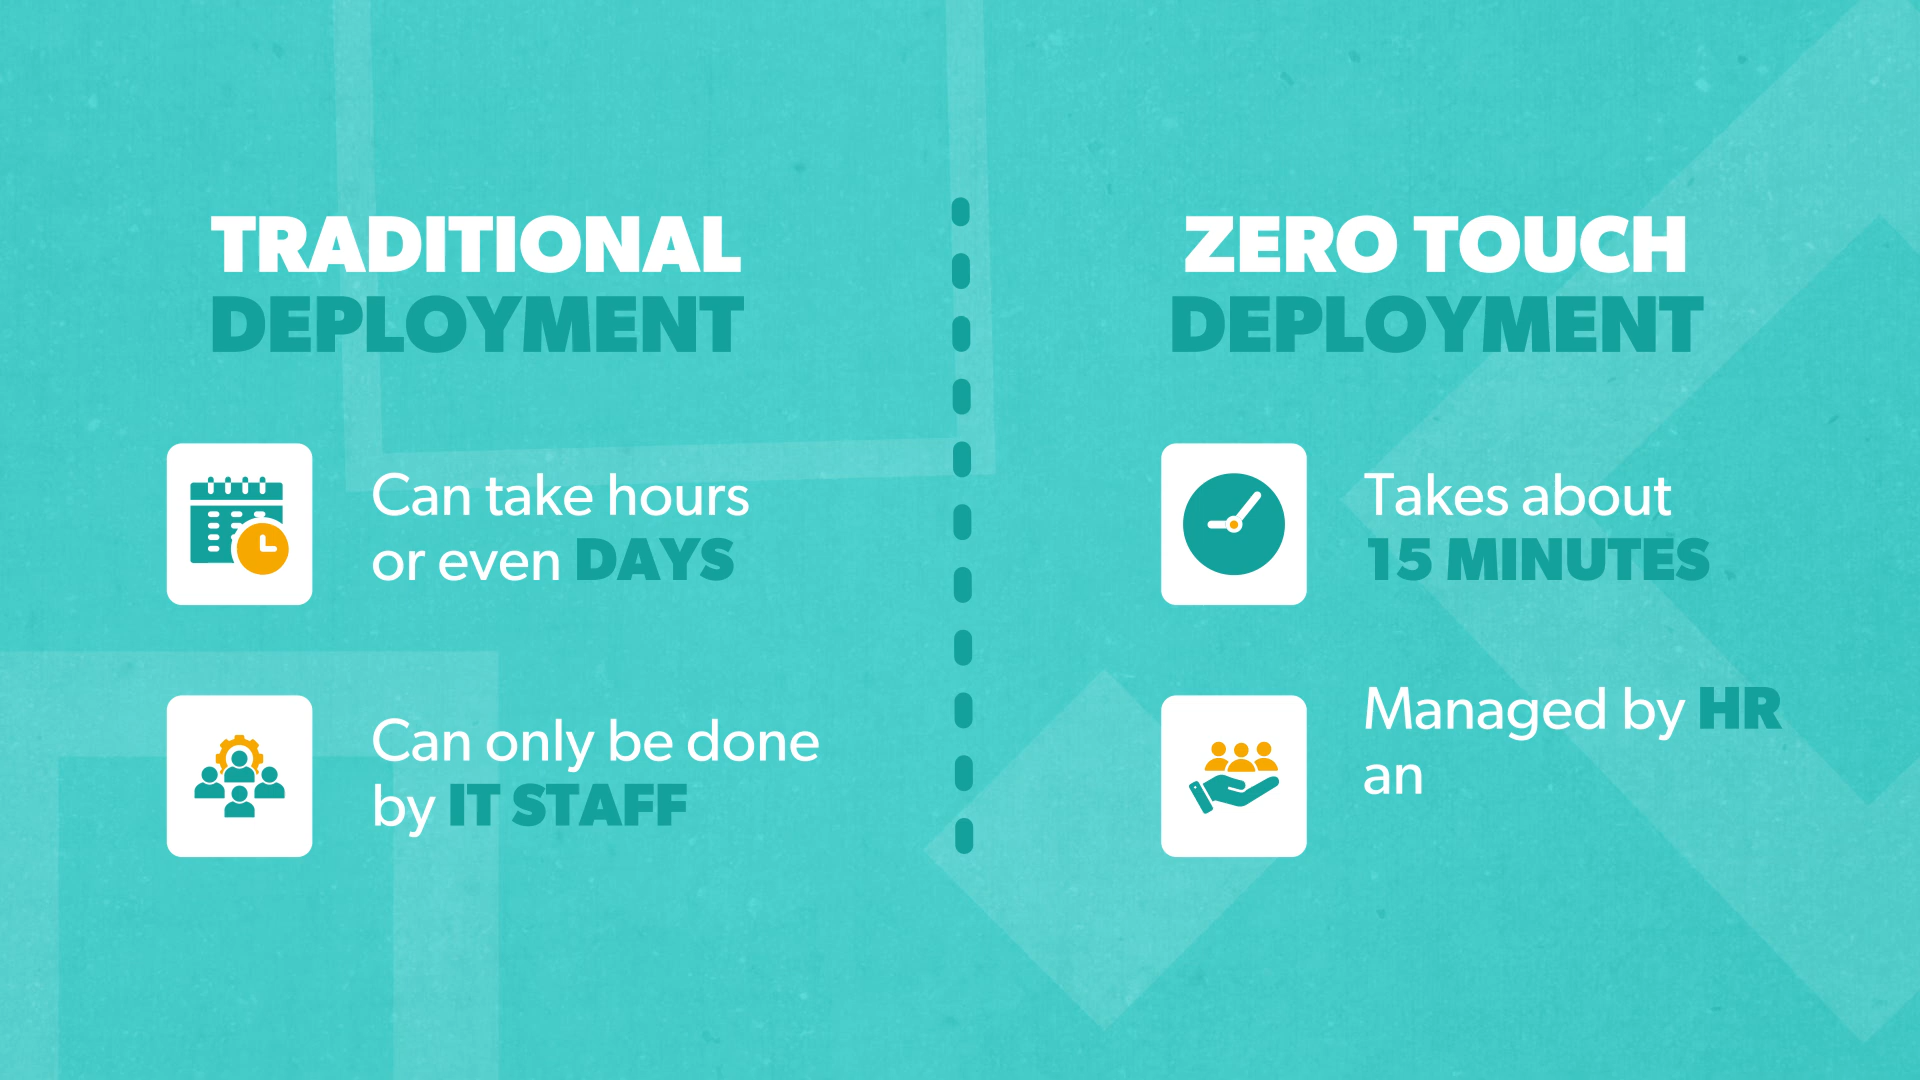 TRADITIONAL
DEPLOYMENT
Can take hours
or even DAYS
Can only be done
by IT STAFF
ZERO TOUCH
DEPLOYMENT
Takes about
15 MINUTES
Managed by HR
an